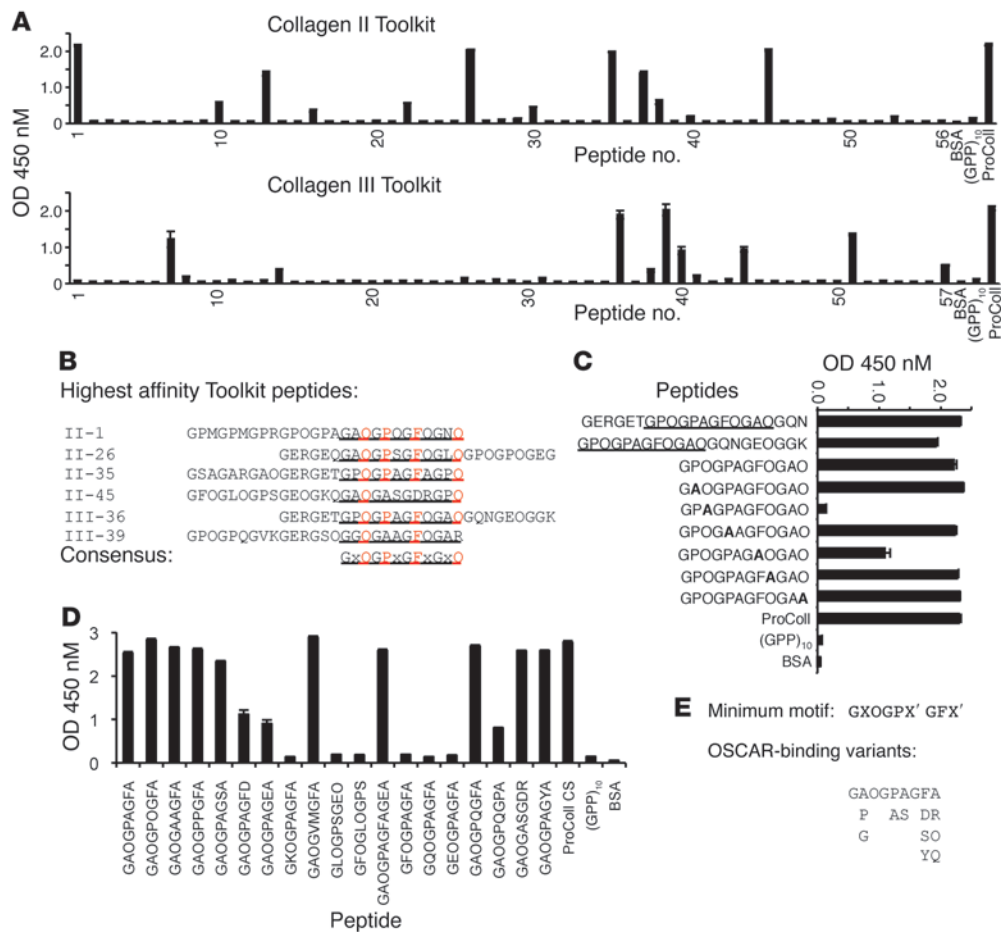 A
Collagen II Toolkit
OD 450 nM
2.0
1.0
0
1
10
20
30
40
50
56
BSA
(GPP)10
ProColl
Peptide no.
Collagen III Toolkit
2.0
1.0
0
1
10
20
30
40
50
57
BSA
(GPP)10
ProColl
Peptide no.
B
Highest affinity Toolkit peptides:
II-1 GPMGPMGPRGPOGPAGAOGPOGFOGNO
II-26 GERGEQGAOGPSGFOGLOGPOGPOGEG
II-35 GSAGARGAOGERGETGPOGPAGFAGPO
II-45 GFOGLOGPSGEOGKQGAOGASGDRGPO
III-36 GERGETGPOGPAGFOGAOGQNGEOGGK
III-39 GPOGPQGVKGERGSOGGOGAAGFOGAR
Consensus: GxOGPxGFxGxO
C
OD 450 nM
Peptides
0.0
1.0
2.0
GERGETGPOGPAGFOGAOGQN
GPOGPAGFOGAOGQNGEOGGK
GPOGPAGFOGAO
GAOGPAGFOGAO
GPAGPAGFOGAO
GPOGAAGFOGAO
GPOGPAGAOGAO
GPOGPAGFAGAO
GPOGPAGFOGAA
ProColl
(GPP)10
BSA
D
OD 450 nM
3
2
1
0
GAOGPAGFA
GAOGPOGFA
GAOGAAGFA
GAOGPPGFA
GAOGPAGSA
GAOGPAGFD
GAOGPAGEA
GKOGPAGFA
GAOGVMGFA
GLOGPSGEO
GFOGLOGPS
GAOGPAGFAGEA
GFOGPAGFA
GQOGPAGFA
GEOGPAGFA
GAOGPQGFA
GAOGPQGPA
GAOGASGDR
GAOGPAGYA
ProColl CS
(GPP)10
BSA
Peptide
E
Minimum motif: GXOGPX' GFX'
OSCAR-binding variants:
GAOGPAGFA
P AS DR
G SO
YQ